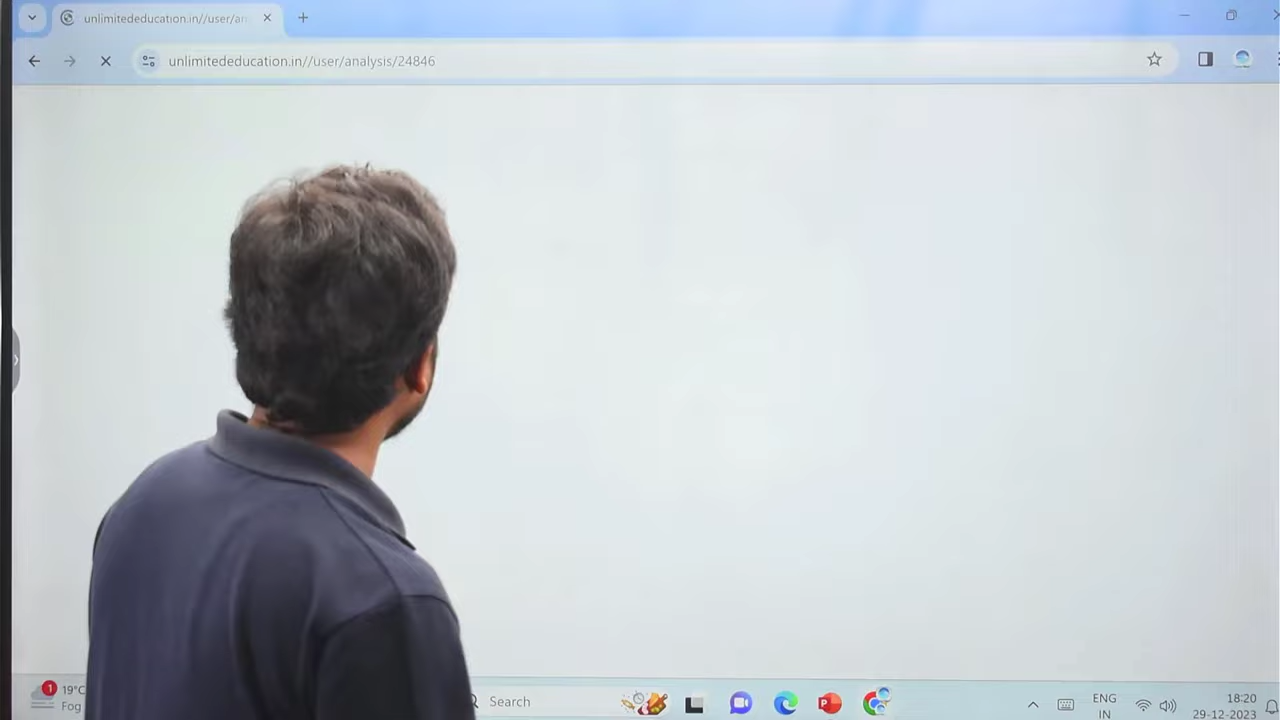 unlimitededucation.in//user/an
unlimitededucation.in//user/analysis/24846
1
19°C
Fog
Search
ENG
IN
18:20
29-12-2023